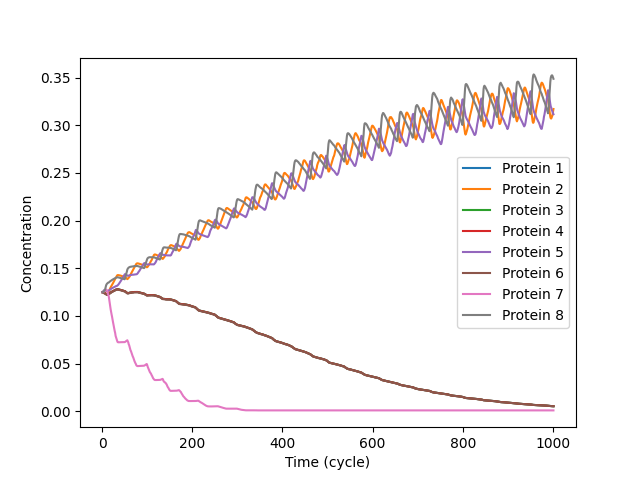 0.35
0.30
0.25
0.20
0.15
0.10
0.05
0.00
Concentration
Protein 1
Protein 2
Protein 3
Protein 4
Protein 5
Protein 6
Protein 7
Protein 8
0 200 400 600 800 1000
Time (cycle)